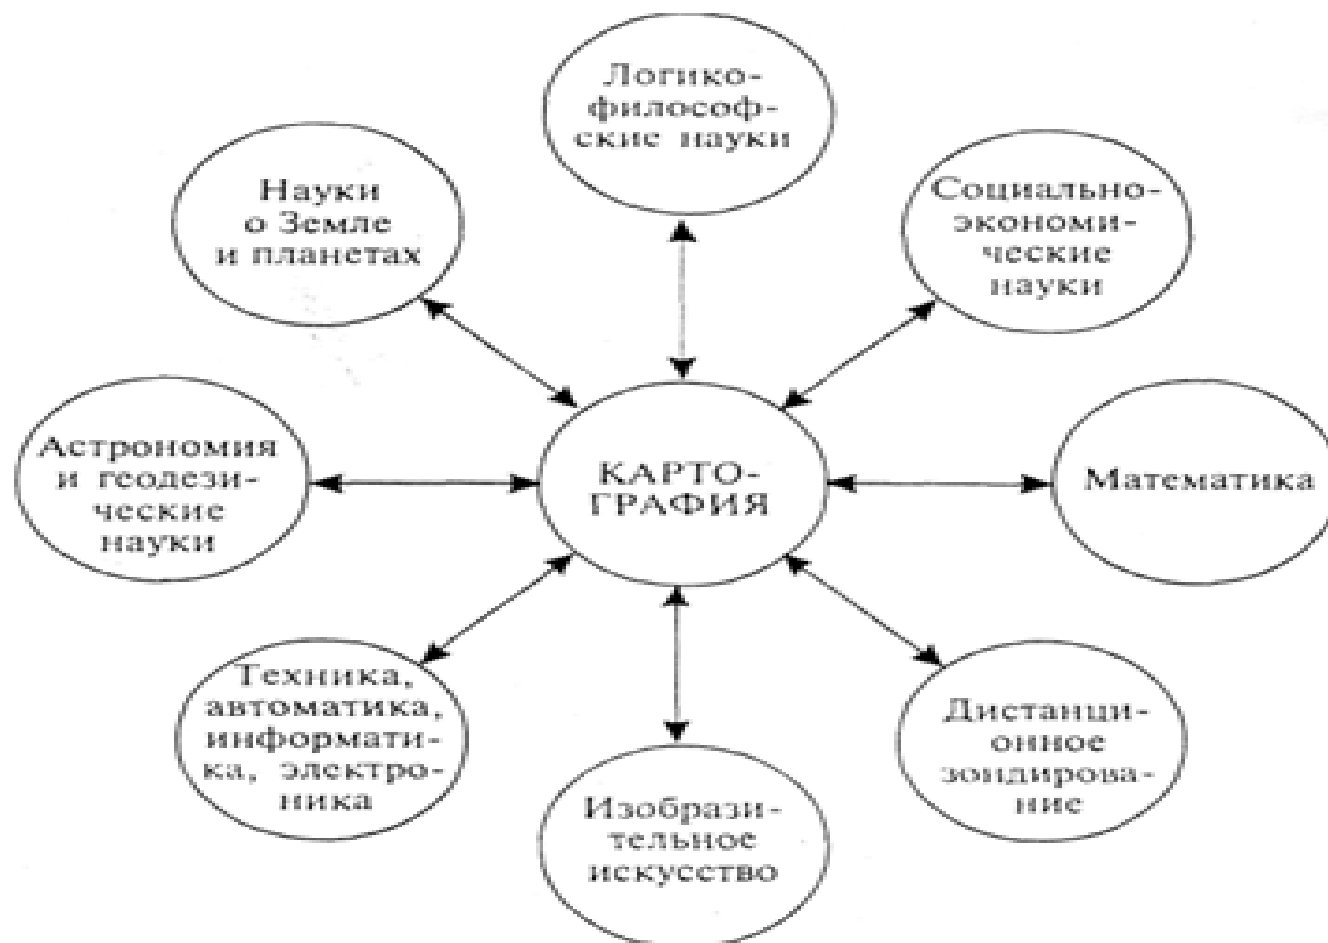 Логико-
философ-
ские науки
Науки
о Земле
и планетах
Социально-
экономи-
ческие
науки
Астрономия
и геодези-
ческие
науки
КАРТО-
ГРАФИЯ
Математика
Техника,
автоматика,
информати-
ка, электро-
ника
Изобрази-
тельное
искусство
Дистанци-
онное
зондирова-
ние